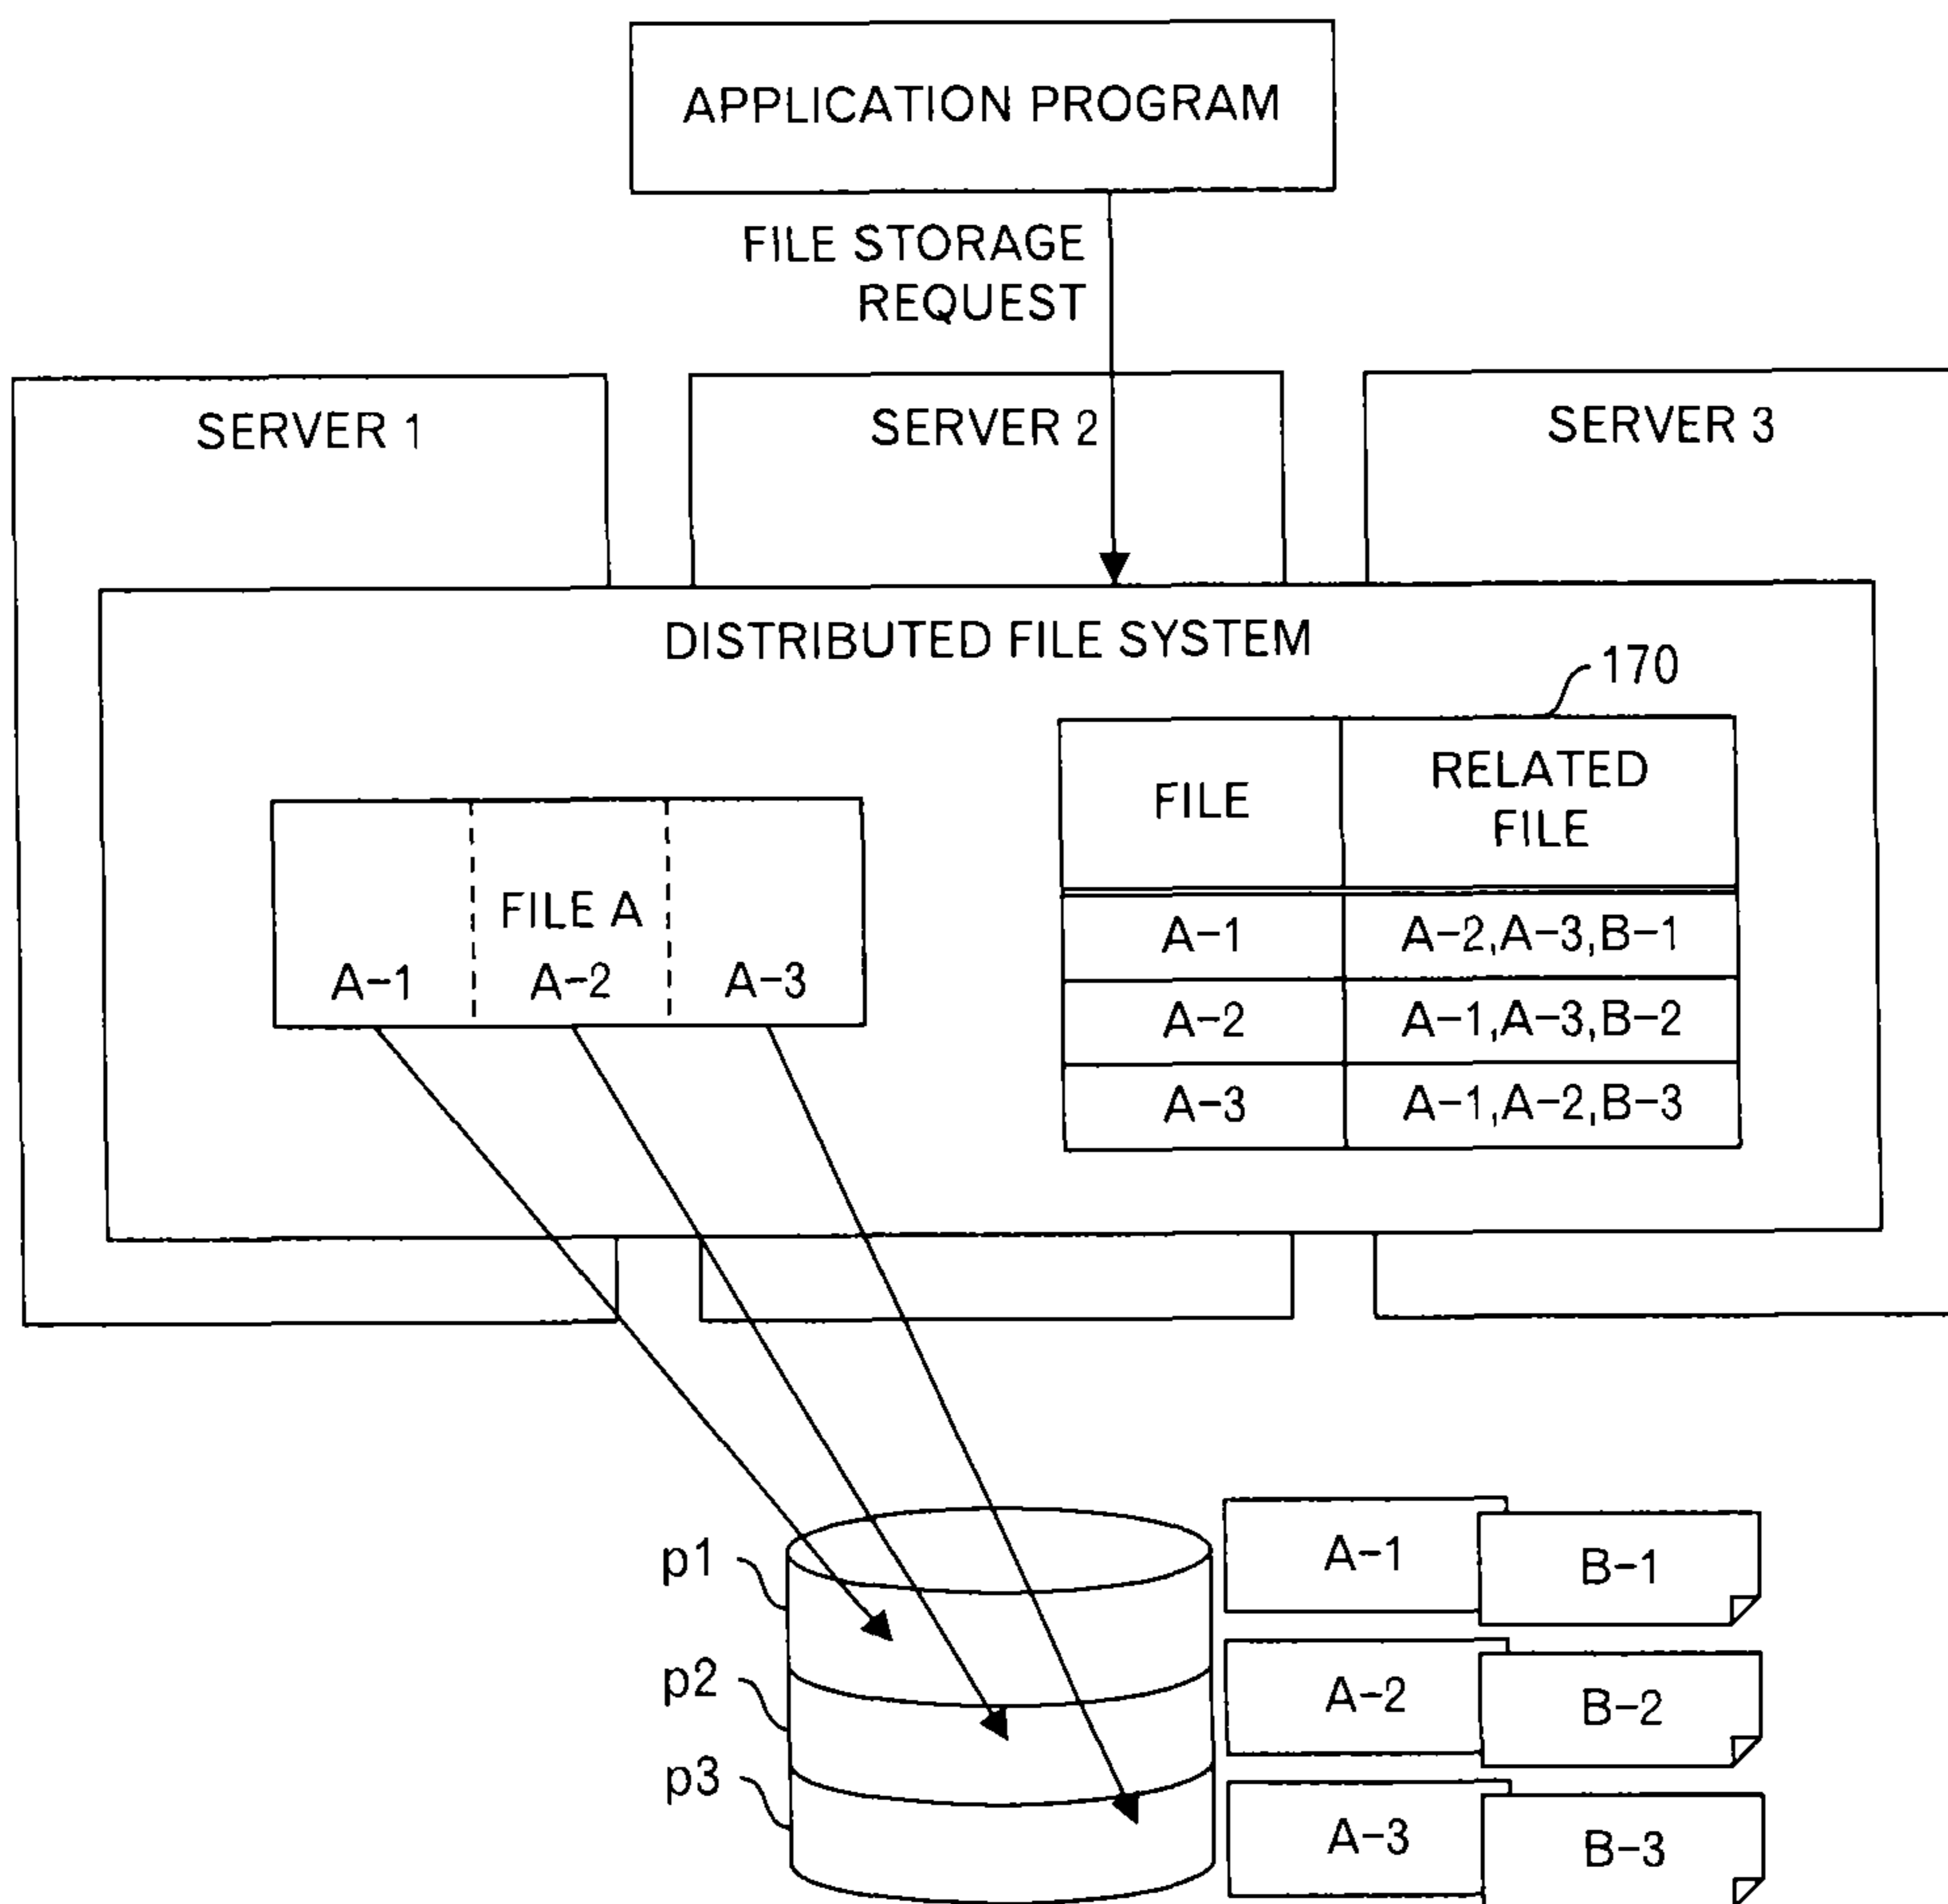 APPLICATION PROGRAM
FILE STORAGE
REQUEST
SERVER 1
SERVER 2
SERVER 3
DISTRIBUTED FILE SYSTEM
170
FILE
RELATED
FILE
A-1
A-2,A-3,B-1
A-2
A-1,A-3,B-2
A-3
A-1,A-2,B-3
FILE A
A-1
A-2
A-3
p1
p2
p3
A-1
B-1
A-2
B-2
A-3
B-3